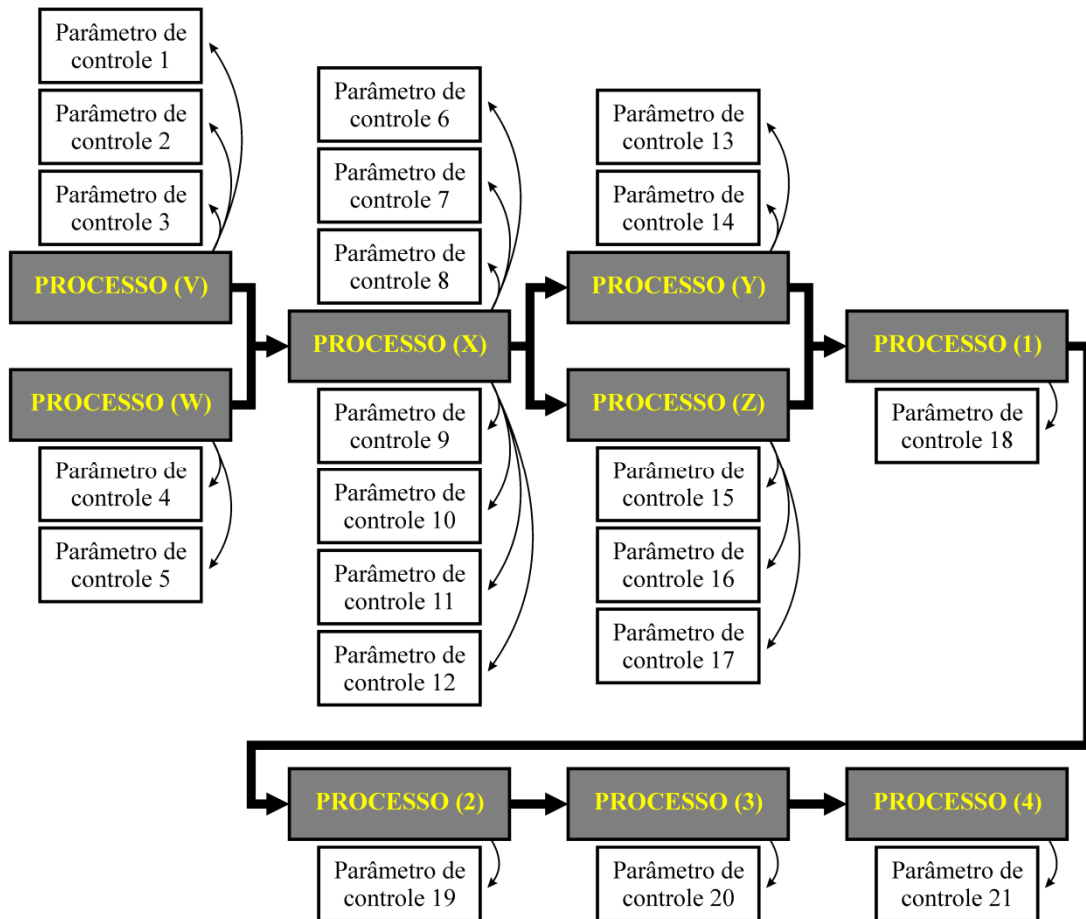 Parâmetro de
controle 1
Parâmetro de
controle 2
Parâmetro de
controle 3
PROCESSO (V)
PROCESSO (W)
Parâmetro de
controle 4
Parâmetro de
controle 5
Parâmetro de
controle 6
Parâmetro de
controle 7
Parâmetro de
controle 8
PROCESSO (X)
Parâmetro de
controle 9
Parâmetro de
controle 10
Parâmetro de
controle 11
Parâmetro de
controle 12
Parâmetro de
controle 13
Parâmetro de
controle 14
PROCESSO (Y)
PROCESSO (Z)
Parâmetro de
controle 15
Parâmetro de
controle 16
Parâmetro de
controle 17
PROCESSO (1)
Parâmetro de
controle 18
PROCESSO (2)
Parâmetro de
controle 19
PROCESSO (3)
Parâmetro de
controle 20
PROCESSO (4)
Parâmetro de
controle 21